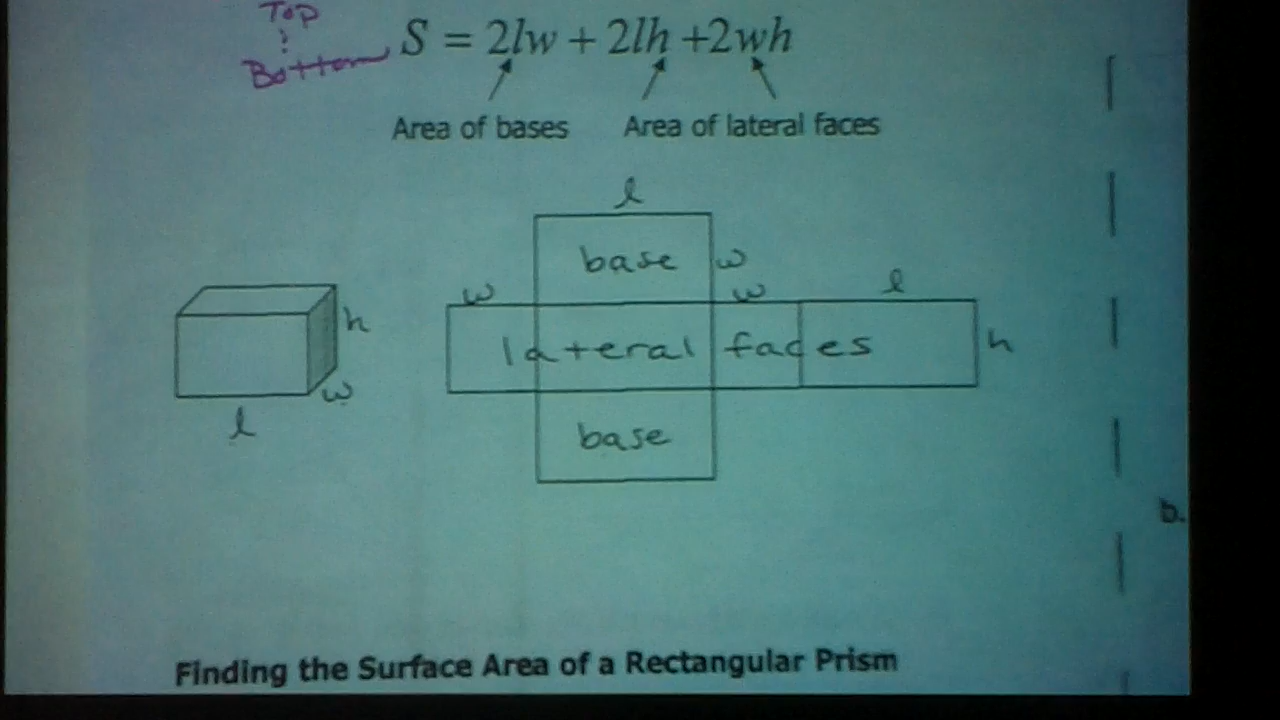 Top
:
Bottom
S = 2lw + 2lh +2wh
Area of bases Area of lateral faces
l
base w
w w l
h
lateral faces h
w
l
base
b.
Finding the Surface Area of a Rectangular Prism